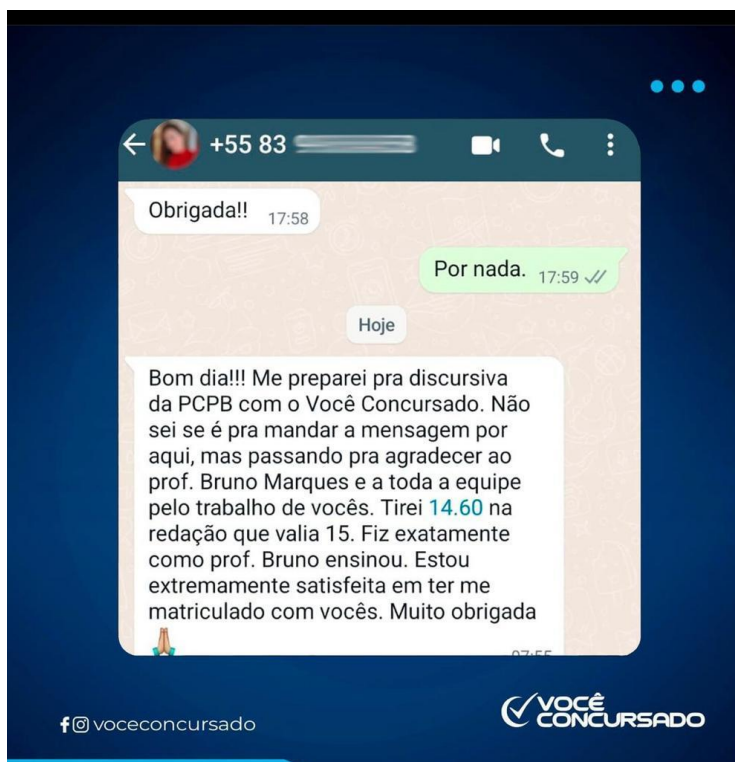 +55 83
Obrigada!! 17:58
Por nada. 17:59
Hoje
Bom dia!!! Me preparei pra discursiva
da PCPB com o Você Concursado. Não
sei se é pra mandar a mensagem por
aqui, mas passando pra agradecer ao
prof. Bruno Marques e a toda a equipe
pelo trabalho de vocês. Tirei 14.60 na
redação que valia 15. Fiz exatamente
como prof. Bruno ensinou. Estou
extremamente satisfeita em ter me
matriculado com vocês. Muito obrigada
voceconcursado
VOCÊ
CONCURSADO